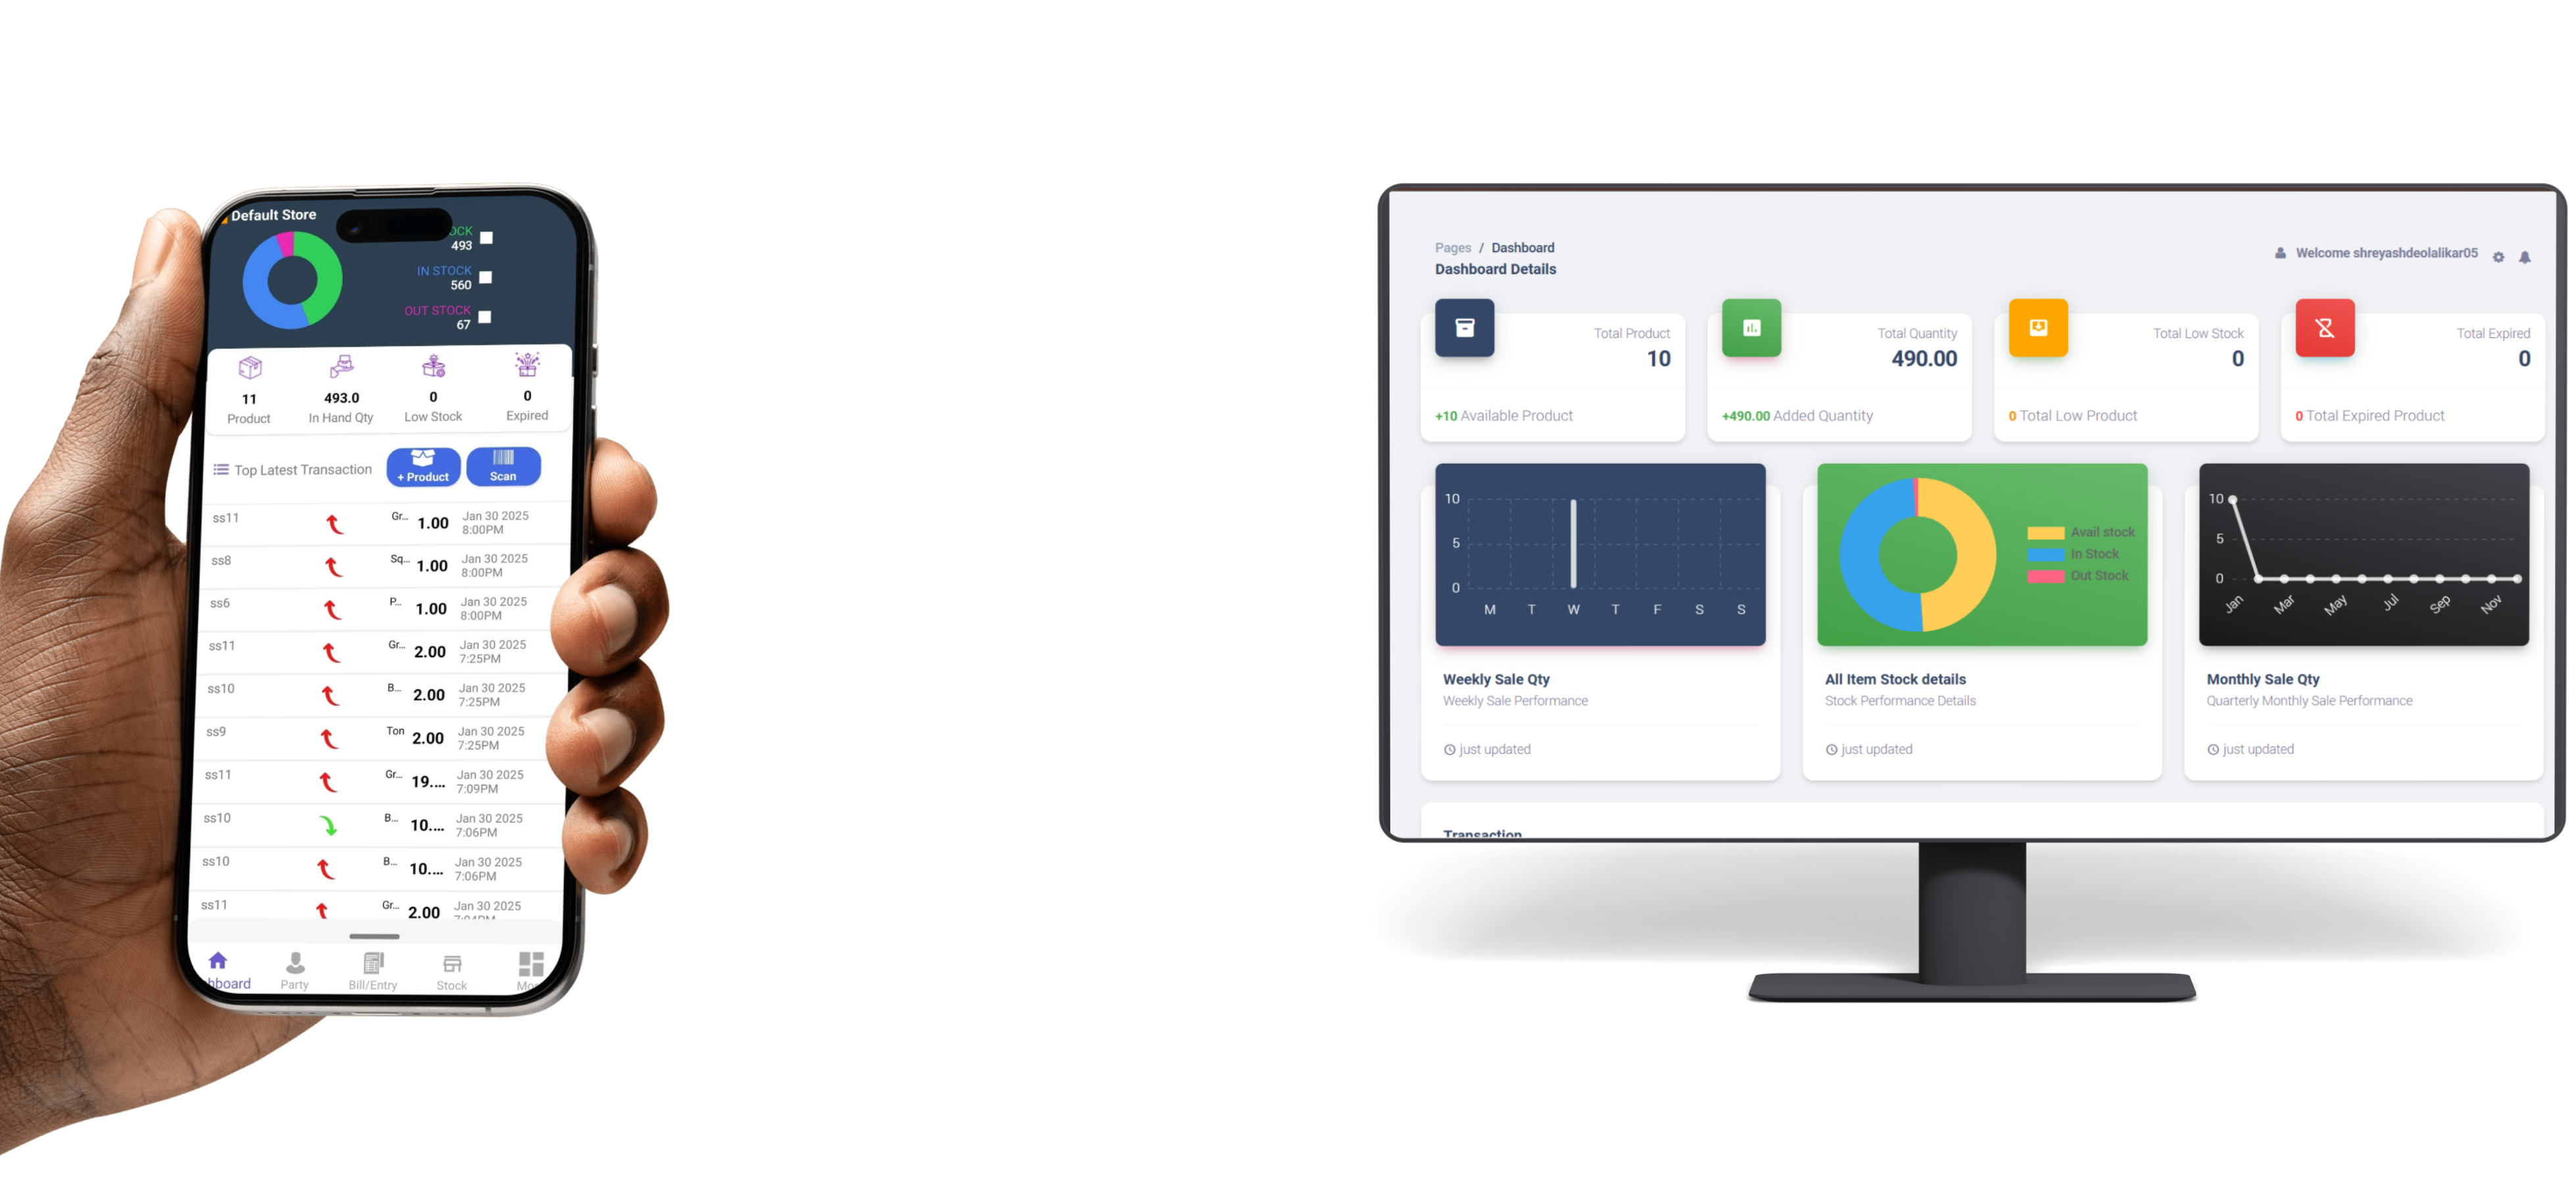 Default Store
OCK
493
IN STOCK
560
OUT STOCK
67
11
493.0
0
0
Product
In Hand Qty
Low Stock
Expired
Top Latest Transaction
+ Product
Scan
ss11 Gr... 1.00 Jan 30 2025
8:00PM
ss8 Sq... 1.00 Jan 30 2025
8:00PM
ss6 P... 1.00 Jan 30 2025
8:00PM
ss11 Gr... 2.00 Jan 30 2025
7:25PM
ss10 B... 2.00 Jan 30 2025
7:25PM
ss9 Ton 2.00 Jan 30 2025
7:25PM
ss11 Gr... 19.... Jan 30 2025
7:09PM
ss10 B... 10.... Jan 30 2025
7:06PM
ss10 B... 10.... Jan 30 2025
7:06PM
ss11 Gr... 2.00 Jan 30 2025
hboard
Party
Bill/Entry
Stock
Mo
Pages / Dashboard
Dashboard Details
Welcome shreyashdeolalikar05
Total Product
10
+10 Available Product
Total Quantity
490.00
+490.00 Added Quantity
Total Low Stock
0
0 Total Low Product
Total Expired
0
0 Total Expired Product
10
5
0
M T W T F S S
Weekly Sale Qty
Weekly Sale Performance
just updated
Avail stock
In Stock
Out Stock
All Item Stock details
Stock Performance Details
just updated
10
5
0
Jan Mar May Jul Sep Nov
Monthly Sale Qty
Quarterly Monthly Sale Performance
just updated
Transaction